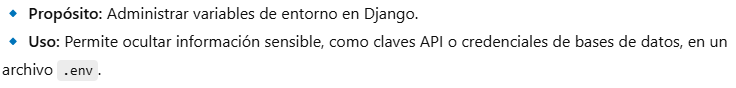 🔹 Propósito: Administrar variables de entorno en Django.
🔹 Uso: Permite ocultar información sensible, como claves API o credenciales de bases de datos, en un
archivo .env.